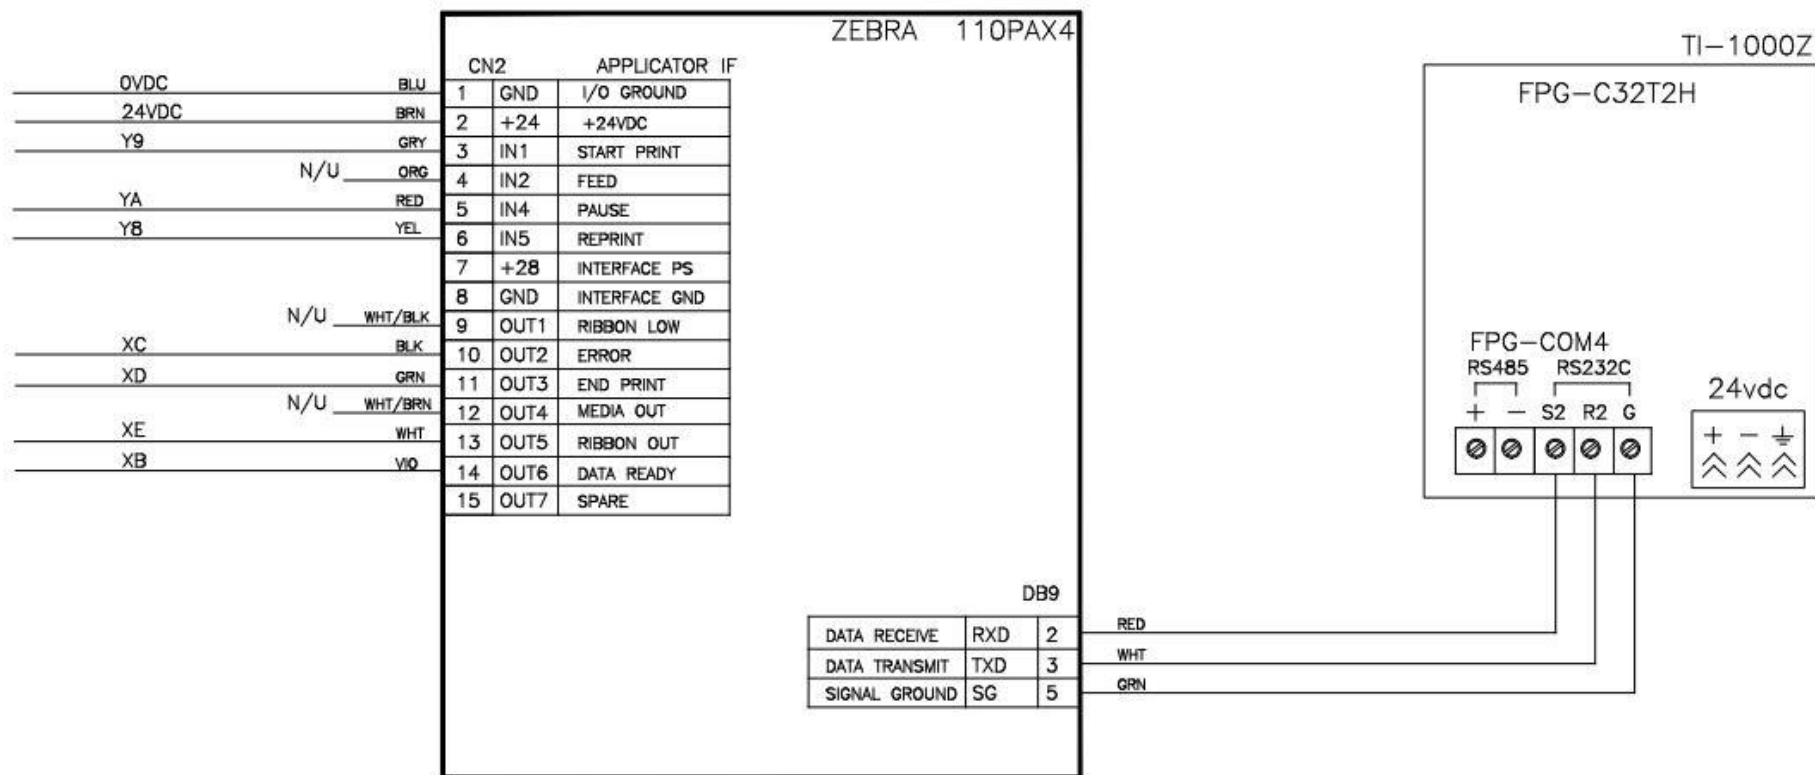 ZEBRA 110PAX4
TI-1000Z
CN2 APPLICATOR IF
FPG-C32T2H
0VDC BLU 1 GND I/O GROUND
24VDC BRN 2 +24 +24VDC
Y9 GRY 3 IN1 START PRINT
N/U ORG 4 IN2 FEED
YA RED 5 IN4 PAUSE
Y8 YEL 6 IN5 REPRINT
7 +28 INTERFACE PS
8 GND INTERFACE GND
N/U WHT/BLK 9 OUT1 RIBBON LOW
XC BLK 10 OUT2 ERROR
XD GRN 11 OUT3 END PRINT
N/U WHT/BRN 12 OUT4 MEDIA OUT
XE WHT 13 OUT5 RIBBON OUT
XB VIO 14 OUT6 DATA READY
15 OUT7 SPARE
FPG-COM4
RS485 RS232C
24vdc
+ - S2 R2 G
+ -
DB9
DATA RECEIVE RXD 2 RED
DATA TRANSMIT TXD 3 WHT
SIGNAL GROUND SG 5 GRN